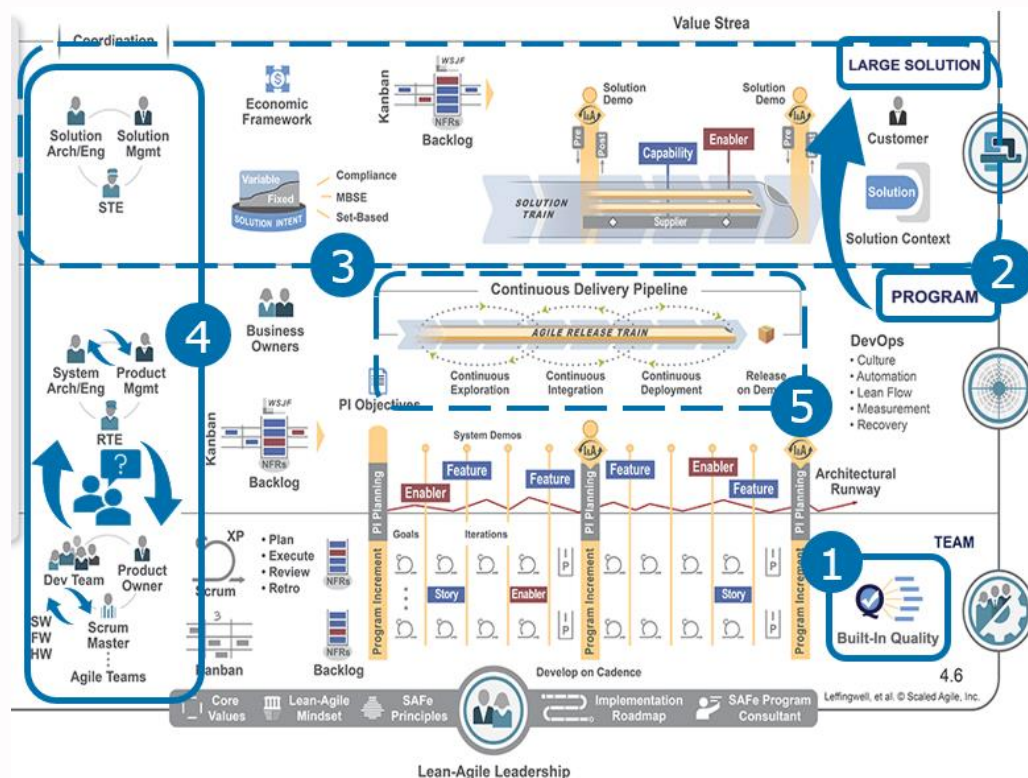 Coordination
Value Strea
LARGE SOLUTION
Solution
Arch/Eng
Solution
Mgmt
STE
Economic
Framework
Kanban
WSJF
NFRs
Backlog
Variable
Fixed
SOLUTION INTENT
Compliance
MBSE
Set-Based
SOLUTION TRAIN
Solution
Demo
Pre
Post
Capability
Enabler
Supplier
Solution
Demo
I&A
I&A
Pre
Customer
Solution
Solution Context
2
3
4
PROGRAM
Business
Owners
Continuous Delivery Pipeline
AGILE RELEASE TRAIN
Continuous
Exploration
Continuous
Integration
Continuous
Deployment
Release
on Dem
5
DevOps
• Culture
• Automation
• Lean Flow
• Measurement
• Recovery
System
Arch/Eng
Product
Mgmt
RTE
?
Kanban
WSJF
NFRs
Backlog
PI Objectives
System Demos
Enabler
Feature
Feature
Feature
Enabler
Feature
I&A
I&A
PI Planning
PI Planning
PI Planning
Architectural
Runway
Dev Team
Product
Owner
Scrum
Master
SW
FW
HW
Agile Teams
XP
Scrum
3
Kanban
• Plan
• Execute
• Review
• Retro
NFRs
NFRs
Backlog
Goals
Iterations
Story
Enabler
Story
I P
I P
I P
I P
Program Increment
Program Increment
Program Increment
Develop on Cadence
TEAM
1
Built-In Quality
4.6
Leffingwell, et al. © Scaled Agile, Inc.
Core
Values
Lean-Agile
Mindset
SAFe
Principles
Implementation
Roadmap
SAFe Program
Consultant
Lean-Agile Leadership